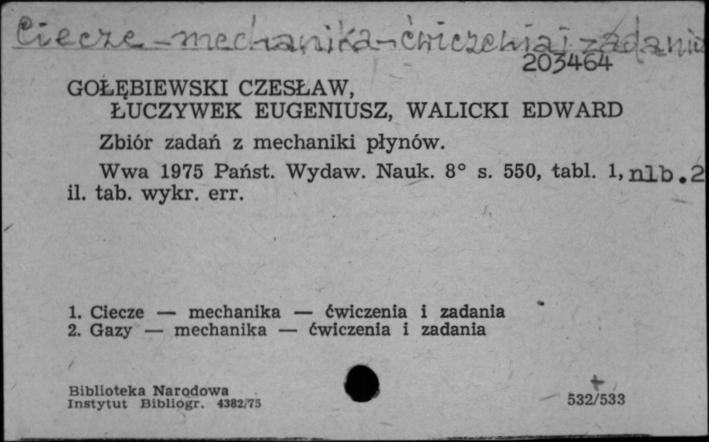 Ciecze – mechanika – ćwiczenia i zadania
203464
GOŁĘBIEWSKI CZESŁAW,
ŁUCZYWEK EUGENIUSZ, WALICKI EDWARD
Zbiór zadań z mechaniki płynów.
Wwa 1975 Państ. Wydaw. Nauk. 8° s. 550, tabl. 1, nlb.2
il. tab. wykr. err.
1. Ciecze — mechanika — ćwiczenia i zadania
2. Gazy — mechanika — ćwiczenia i zadania
Biblioteka Narodowa
Instytut Bibliogr. 4382/75
532/533